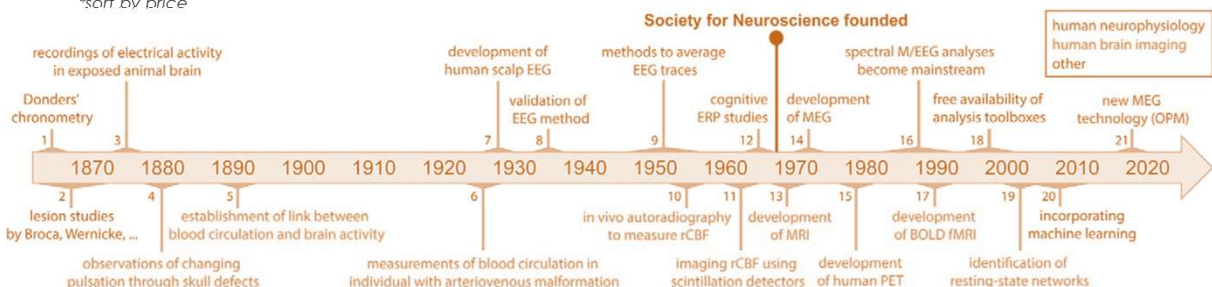 *sort by price
Society for Neuroscience founded
human neurophysiology
human brain imaging
other
recordings of electrical activity
in exposed animal brain
development of
human scalp EEG
methods to average
EEG traces
spectral M/EEG analyses
become mainstream
Donders'
chronometry
validation of
EEG method
cognitive
ERP studies
development
of MEG
free availability of
analysis toolboxes
new MEG
technology (OPM)
1 3 7 8 9 12 14 16 18 21
1870 1880 1890 1900 1910 1920 1930 1940 1950 1960 1970 1980 1990 2000 2010 2020
2 4 5 6 10 11 13 15 17 19 20
lesion studies
by Broca, Wernicke, ...
establishment of link between
blood circulation and brain activity
in vivo autoradiography
to measure rCBF
development
of MRI
development
of BOLD fMRI
incorporating
machine learning
observations of changing
pulsation through skull defects
measurements of blood circulation in
individual with arteriovenous malformation
imaging rCBF using
scintillation detectors
development
of human PET
identification of
resting-state networks